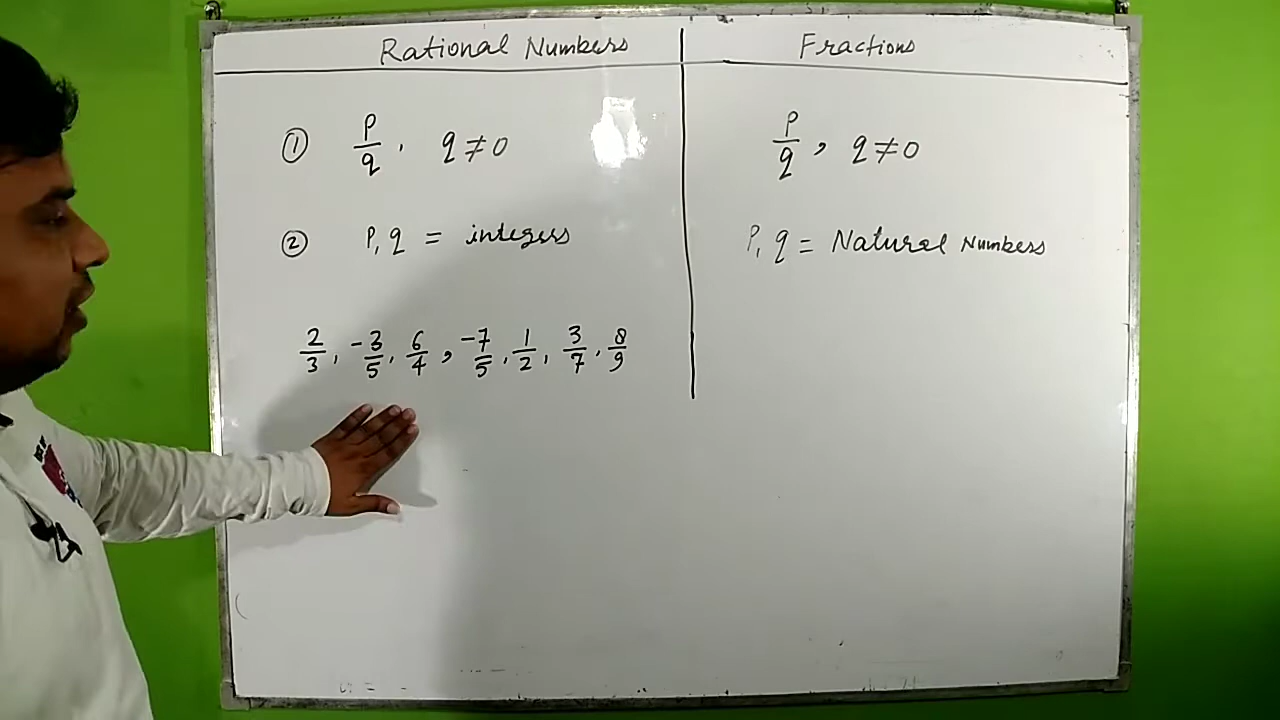 Rational Numbers
Fractions
① P/q, q ≠ 0
P/q, q ≠ 0
② P, q = integers
P, q = Natural Numbers
2/3, -3/5, 6/4, -7/5, 1/2, 3/7, 8/9